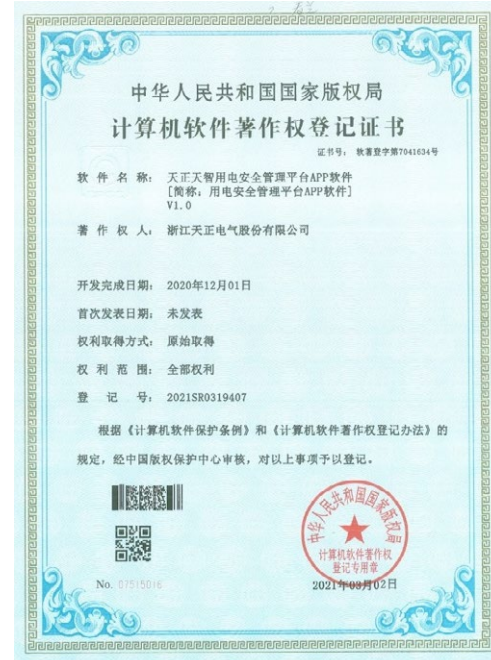 中华人民共和国国家版权局
计算机软件著作权登记证书
证书号： 软著登字第7041634号
软件名称： 天正天智用电安全管理平台APP软件
[简称：用电安全管理平台APP软件]
V1.0
著作权人： 浙江天正电气股份有限公司
开发完成日期： 2020年12月01日
首次发表日期： 未发表
权利取得方式： 原始取得
权利范围： 全部权利
登记号： 2021SR0319407
根据《计算机软件保护条例》和《计算机软件著作权登记办法》的
规定，经中国版权保护中心审核，对以上事项予以登记。
中华人民共和国国家版权局
计算机软件著作权
登记专用章
No. 07515016
2021年03月02日